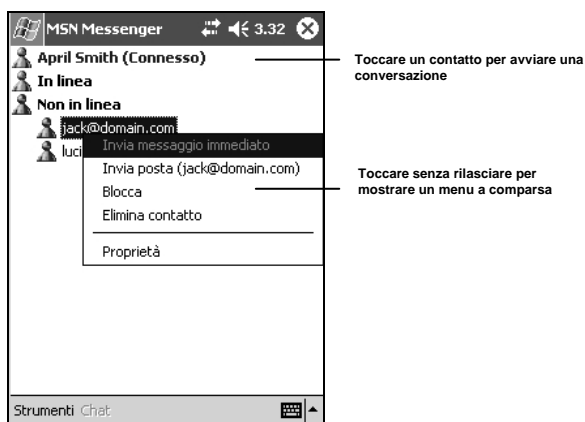 MSN Messenger 3.32
April Smith (Connesso)
In linea
Non in linea
jack@domain.com
luci
Invia messaggio immediato
Invia posta (jack@domain.com)
Blocca
Elimina contatto
Proprietà
Strumenti Chat
Toccare un contatto per avviare una
conversazione
Toccare senza rilasciare per
mostrare un menu a comparsa